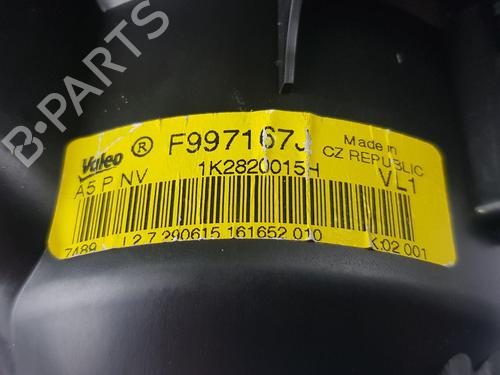 B-PARTS
Valeo ® F997167J Made in
CZ REPUBLIC
A5 P NV 1K2820015H VL1
7489 L2 7 290615 161652 010 K:02 001